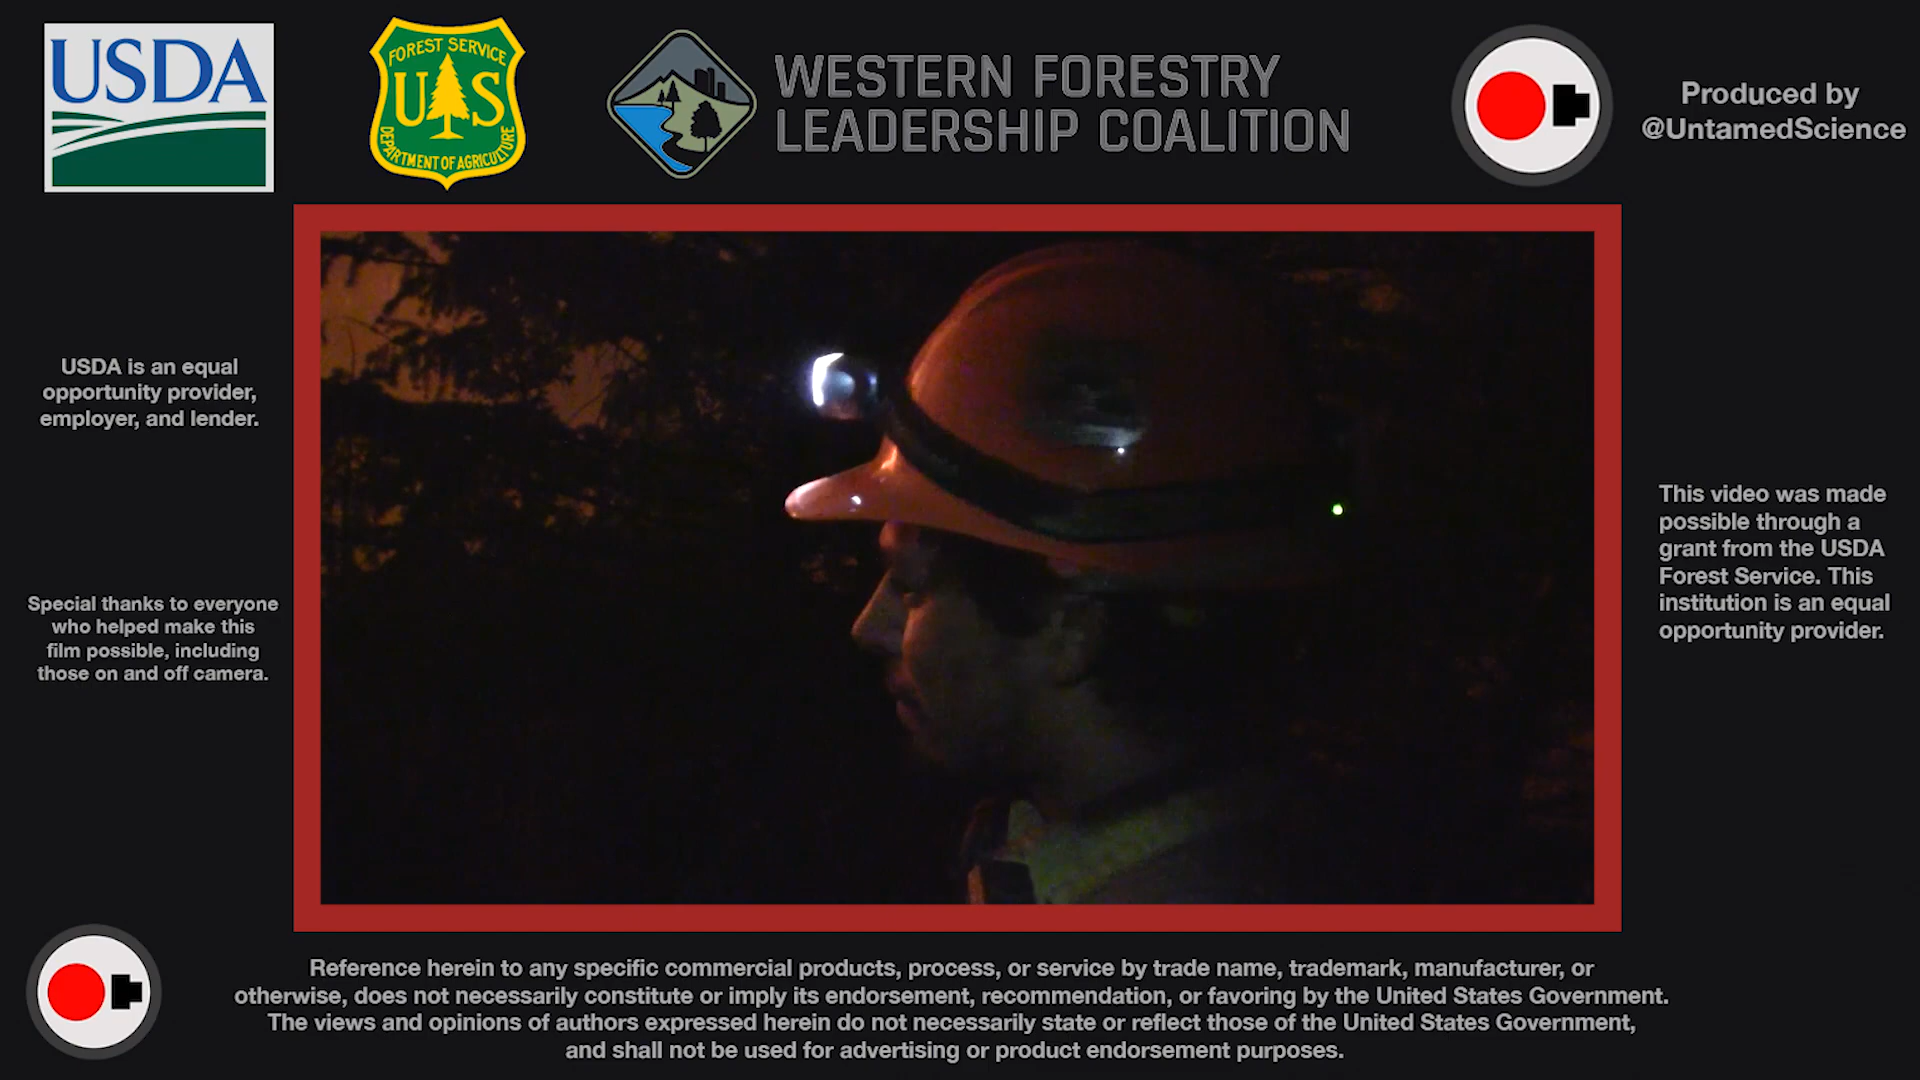 USDA
FOREST SERVICE
US
DEPARTMENT OF AGRICULTURE
WESTERN FORESTRY
LEADERSHIP COALITION
Produced by
@UntamedScience
USDA is an equal
opportunity provider,
employer, and lender.
Special thanks to everyone
who helped make this
film possible, including
those on and off camera.
This video was made
possible through a
grant from the USDA
Forest Service. This
institution is an equal
opportunity provider.
Reference herein to any specific commercial products, process, or service by trade name, trademark, manufacturer, or
otherwise, does not necessarily constitute or imply its endorsement, recommendation, or favoring by the United States Government.
The views and opinions of authors expressed herein do not necessarily state or reflect those of the United States Government,
and shall not be used for advertising or product endorsement purposes.